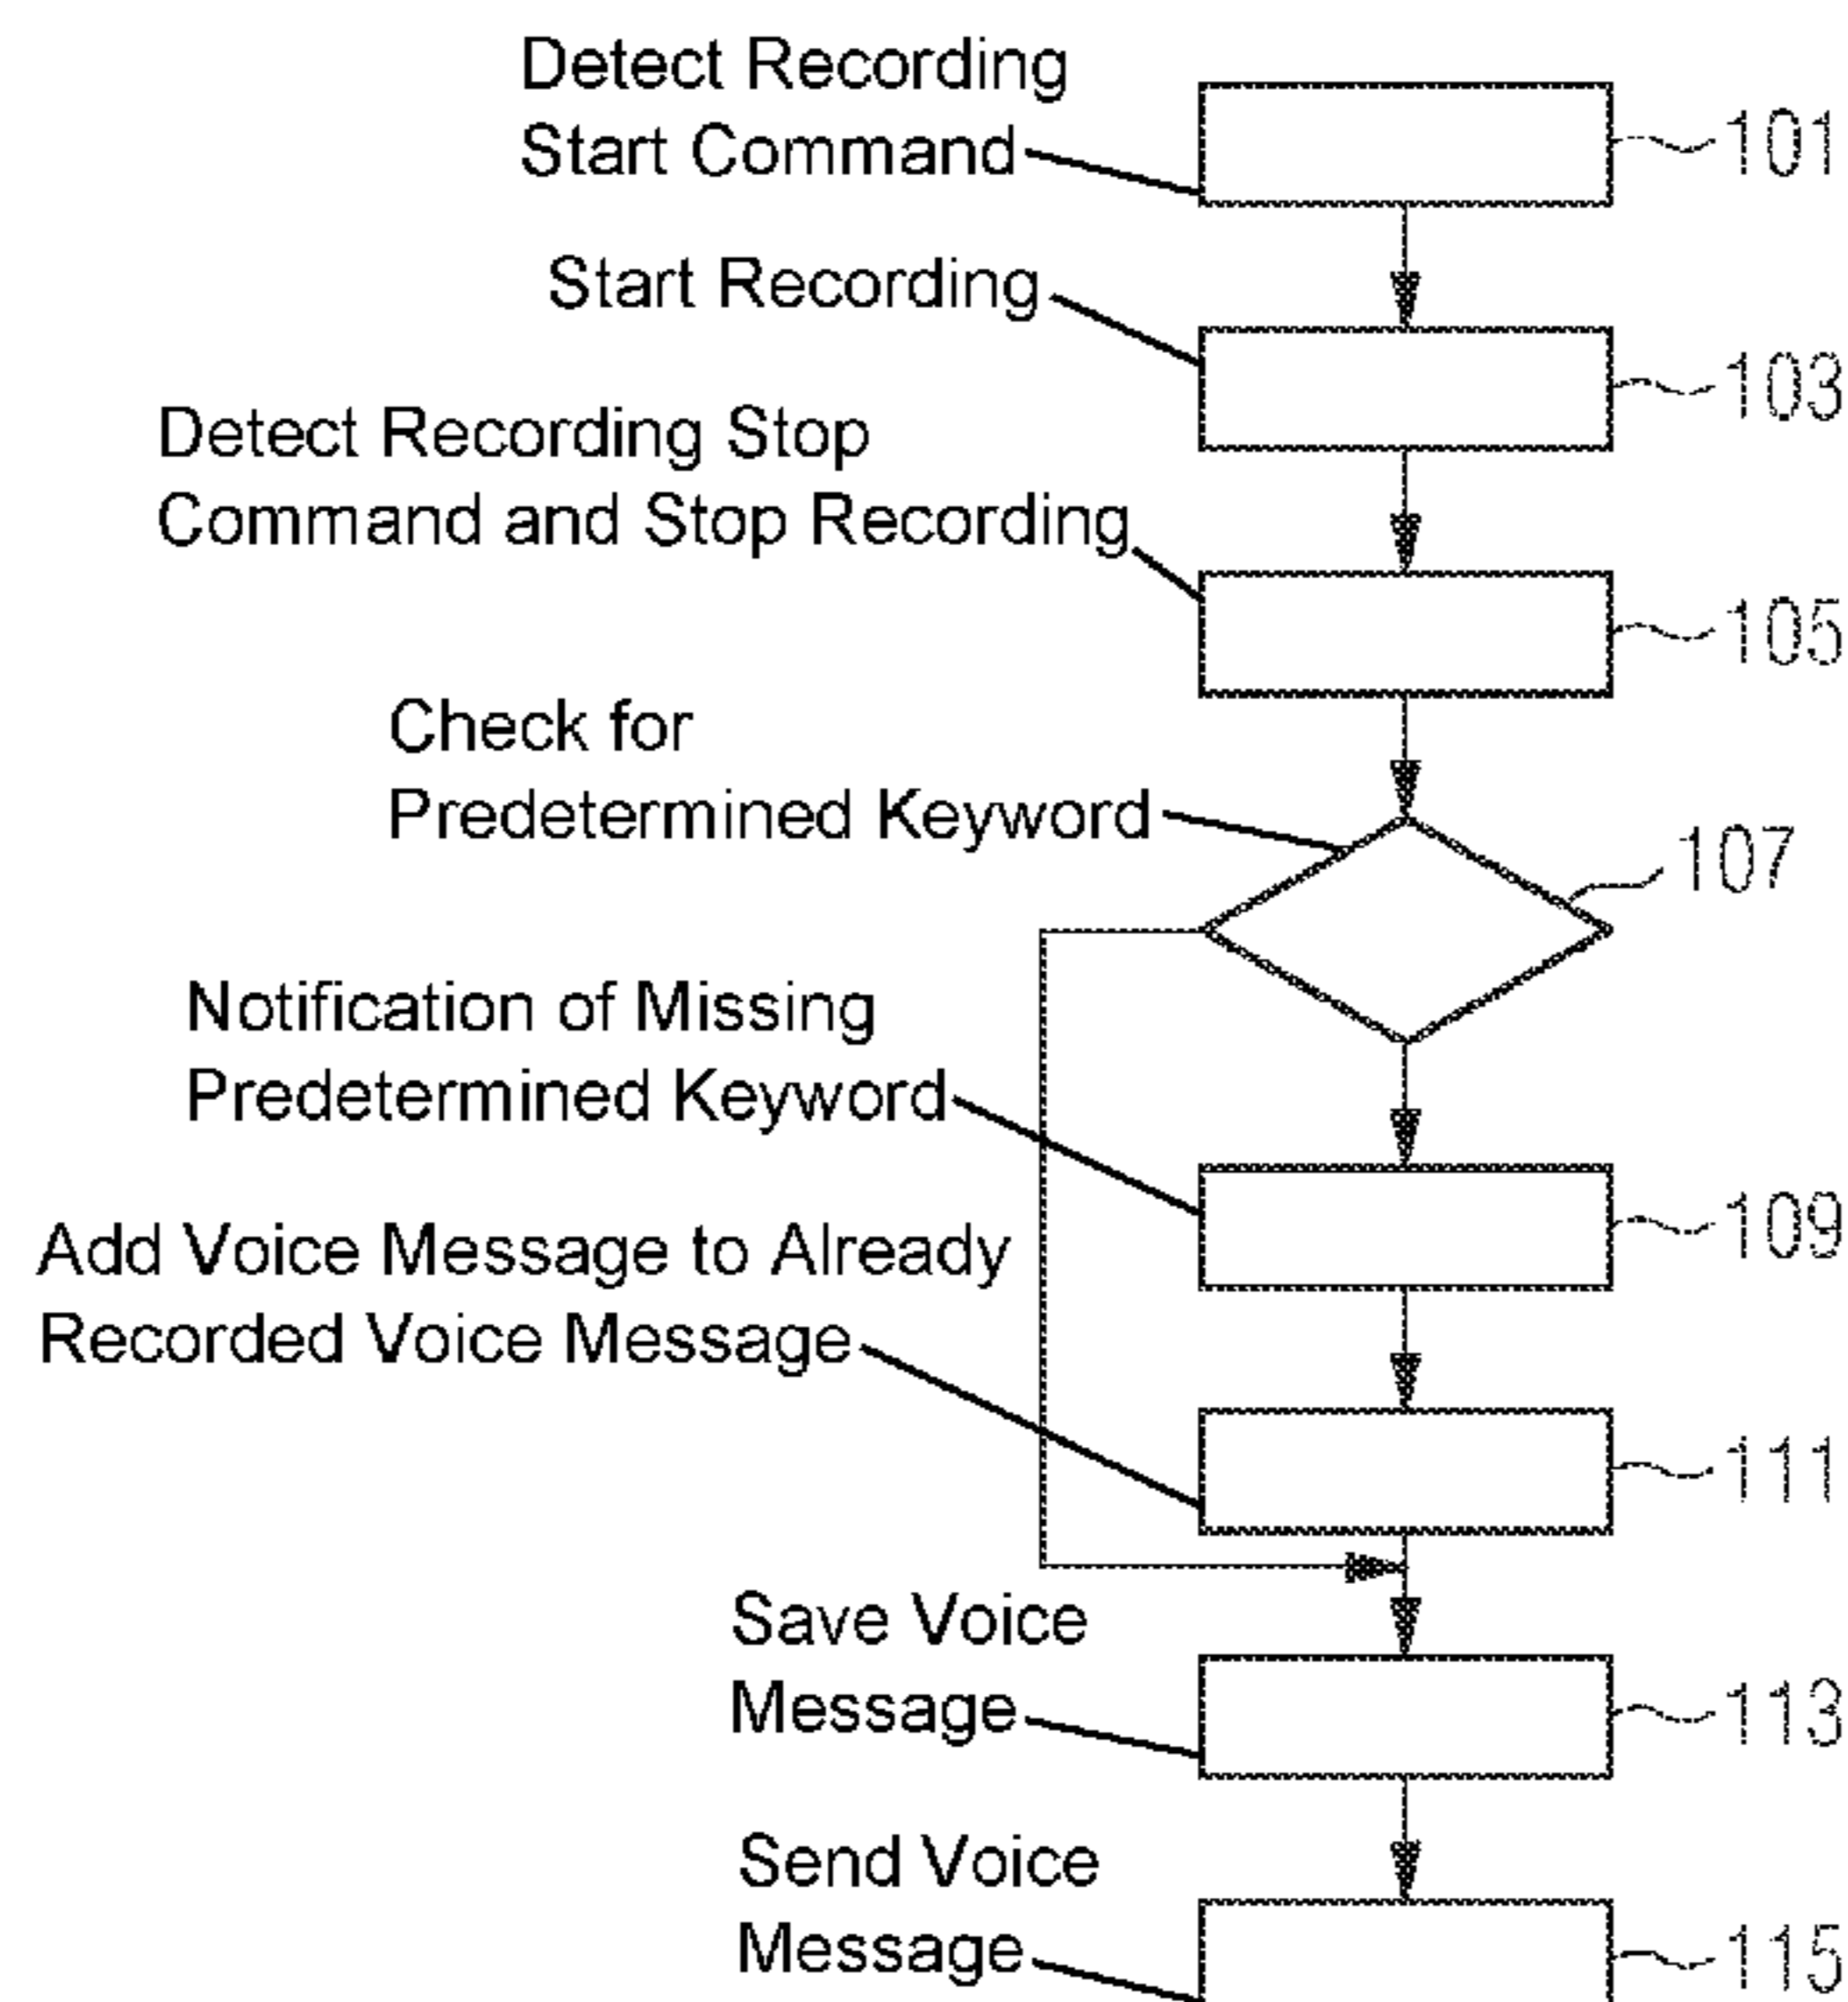 Detect Recording
Start Command
101
Start Recording
103
Detect Recording Stop
Command and Stop Recording
105
Check for
Predetermined Keyword
107
Notification of Missing
Predetermined Keyword
109
Add Voice Message to Already
Recorded Voice Message
111
Save Voice
Message
113
Send Voice
Message
115